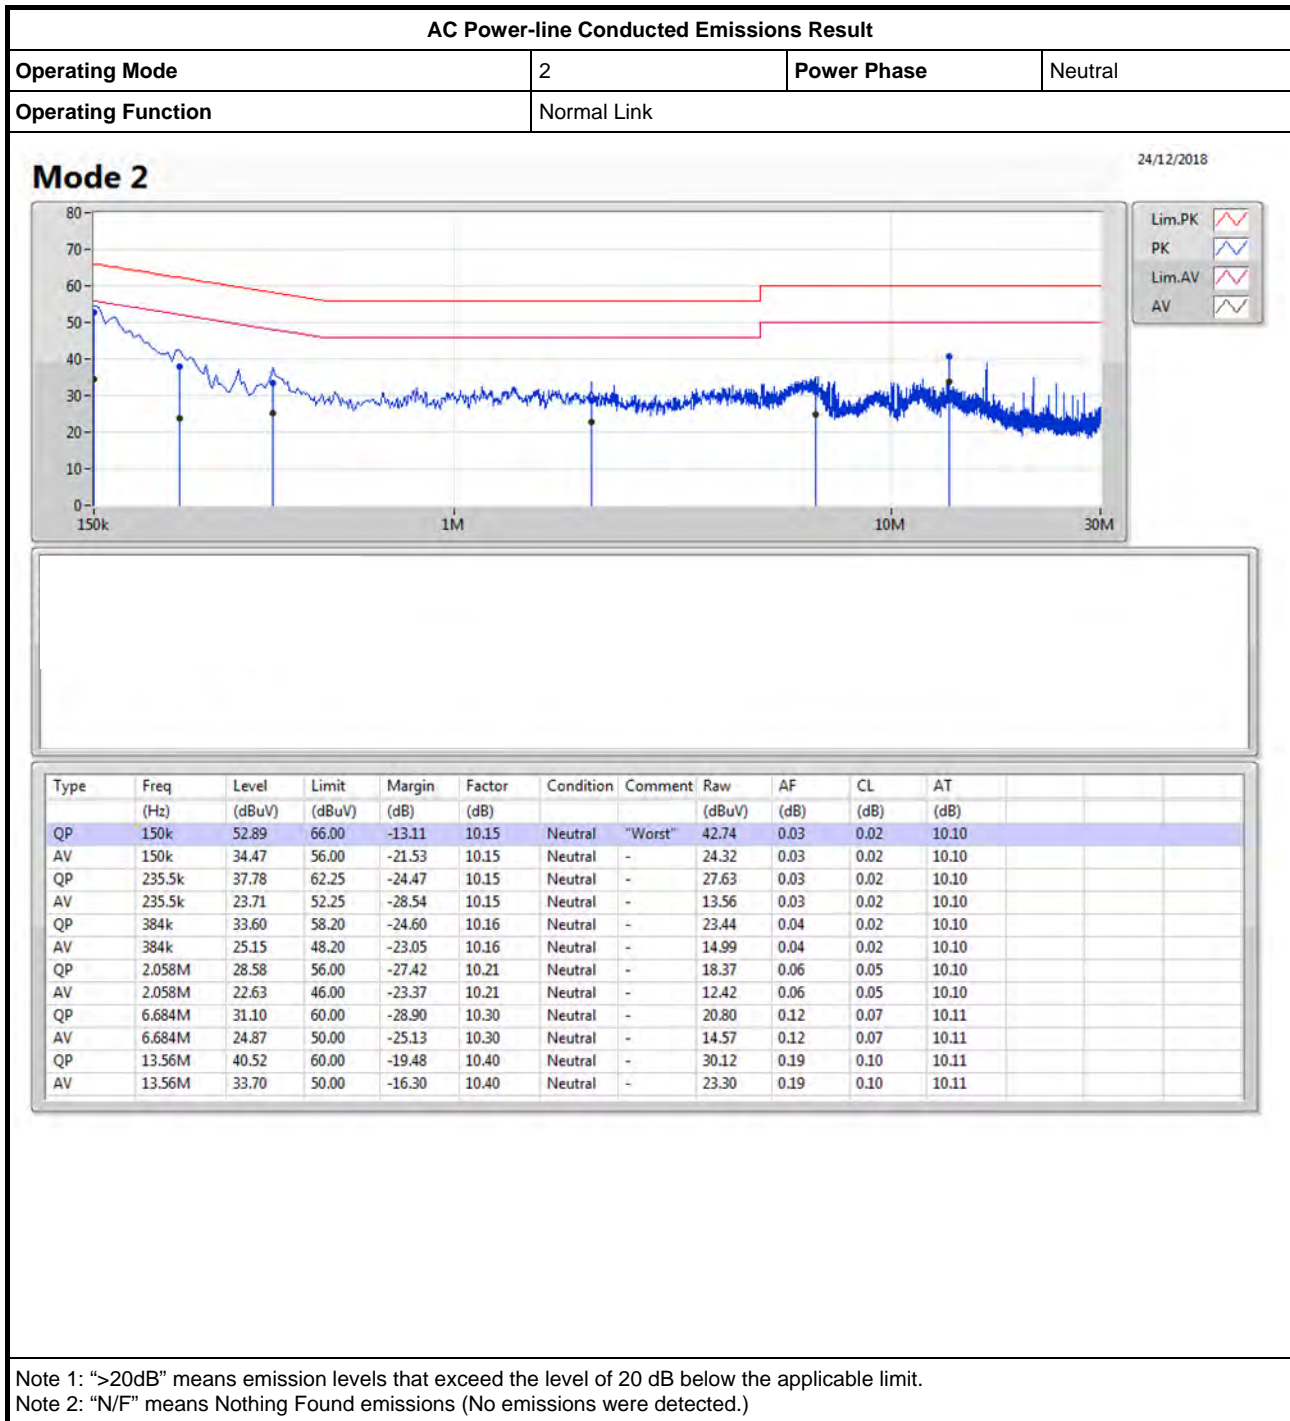 AC Power-line Conducted Emissions Result
Operating Mode 2 Power Phase Neutral
Operating Function Normal Link
24/12/2018
Mode 2
80
70
60
50
40
30
20
10
0
150k 1M 10M 30M
Lim.PK
PK
Lim.AV
AV
Type Freq Level Limit Margin Factor Condition Comment Raw AF CL AT
(Hz) (dBuV) (dBuV) (dB) (dB) (dBuV) (dB) (dB) (dB)
QP 150k 52.89 66.00 -13.11 10.15 Neutral "Worst" 42.74 0.03 0.02 10.10
AV 150k 34.47 56.00 -21.53 10.15 Neutral - 24.32 0.03 0.02 10.10
QP 235.5k 37.78 62.25 -24.47 10.15 Neutral - 27.63 0.03 0.02 10.10
AV 235.5k 23.71 52.25 -28.54 10.15 Neutral - 13.56 0.03 0.02 10.10
QP 384k 33.60 58.20 -24.60 10.16 Neutral - 23.44 0.04 0.02 10.10
AV 384k 25.15 48.20 -23.05 10.16 Neutral - 14.99 0.04 0.02 10.10
QP 2.058M 28.58 56.00 -27.42 10.21 Neutral - 18.37 0.06 0.05 10.10
AV 2.058M 22.63 46.00 -23.37 10.21 Neutral - 12.42 0.06 0.05 10.10
QP 6.684M 31.10 60.00 -28.90 10.30 Neutral - 20.80 0.12 0.07 10.11
AV 6.684M 24.87 50.00 -25.13 10.30 Neutral - 14.57 0.12 0.07 10.11
QP 13.56M 40.52 60.00 -19.48 10.40 Neutral - 30.12 0.19 0.10 10.11
AV 13.56M 33.70 50.00 -16.30 10.40 Neutral - 23.30 0.19 0.10 10.11
Note 1: “>20dB” means emission levels that exceed the level of 20 dB below the applicable limit.
Note 2: “N/F” means Nothing Found emissions (No emissions were detected.)